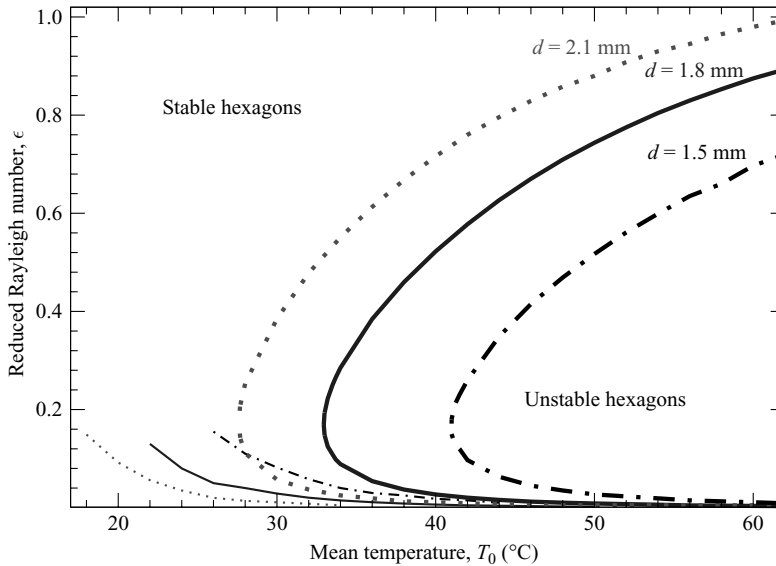 1.0
d = 2.1 mm
d = 1.8 mm
Stable hexagons
0.8
d = 1.5 mm
Reduced Rayleigh number, ϵ
0.6
0.4
Unstable hexagons
0.2
20 30 40 50 60
Mean temperature, T0 (°C)